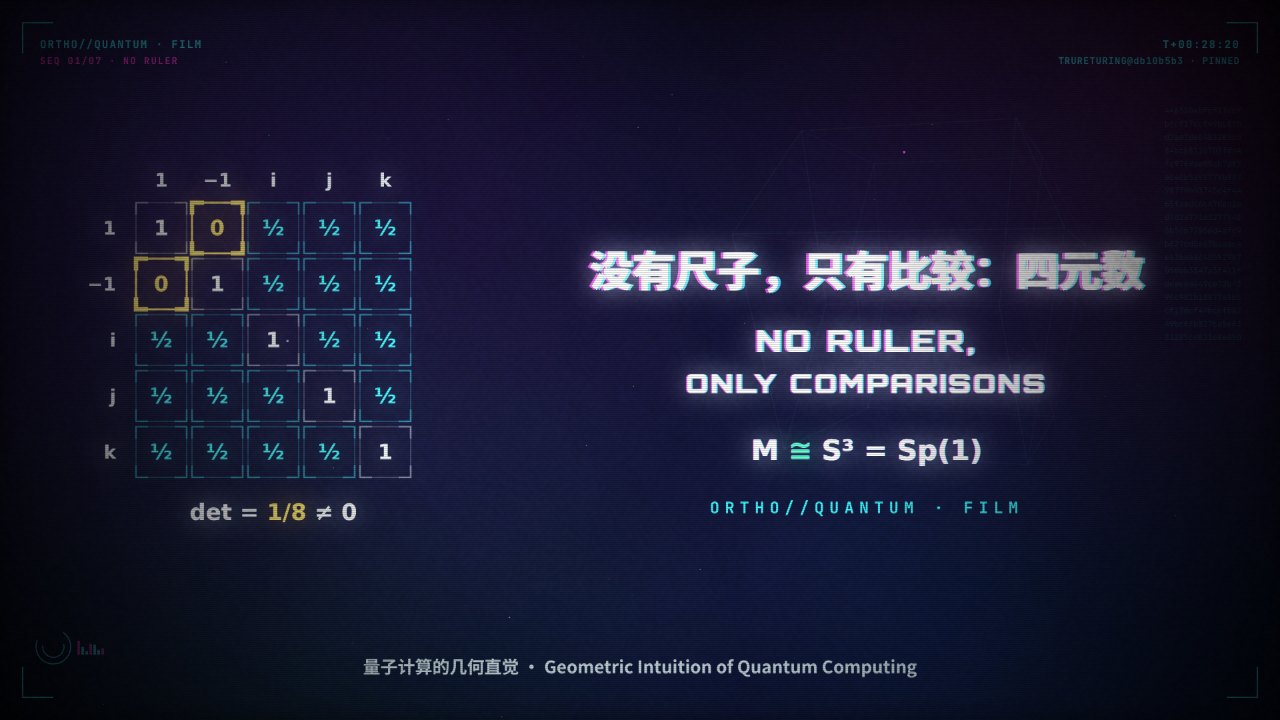 ORTHO//QUANTUM · FILM
SEQ 01/07 · NO RULER
T+00:28:20
TRURETURING@db10b5b3 · PINNED
1 −1 i j k
1 1 0 ½ ½ ½
−1 0 1 ½ ½ ½
i ½ ½ 1 ½ ½
j ½ ½ ½ 1 ½
k ½ ½ ½ ½ 1
det = 1/8 ≠ 0
没有尺子，只有比较：四元数
NO RULER,
ONLY COMPARISONS
M ≅ S³ = Sp(1)
ORTHO//QUANTUM · FILM
量子计算的几何直觉 · Geometric Intuition of Quantum Computing